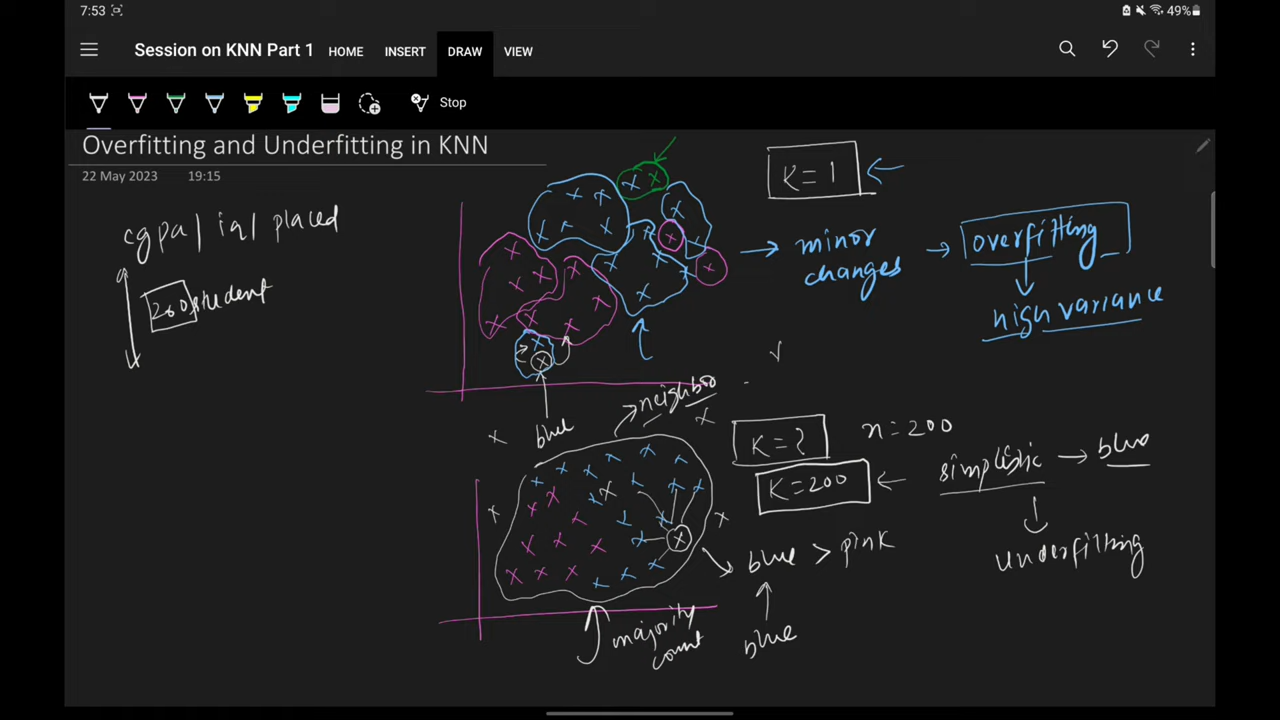 7:53
49%
Session on KNN Part 1 HOME INSERT DRAW VIEW
Stop
Overfitting and Underfitting in KNN
22 May 2023 19:15
cgpa / iq / placed
200 student
K = 1
minor changes → overfitting
high variance
blue
neighbro
K = ?
n = 200
K = 200 ← simplistic → blue
underfitting
blue > pink
majority count
blue